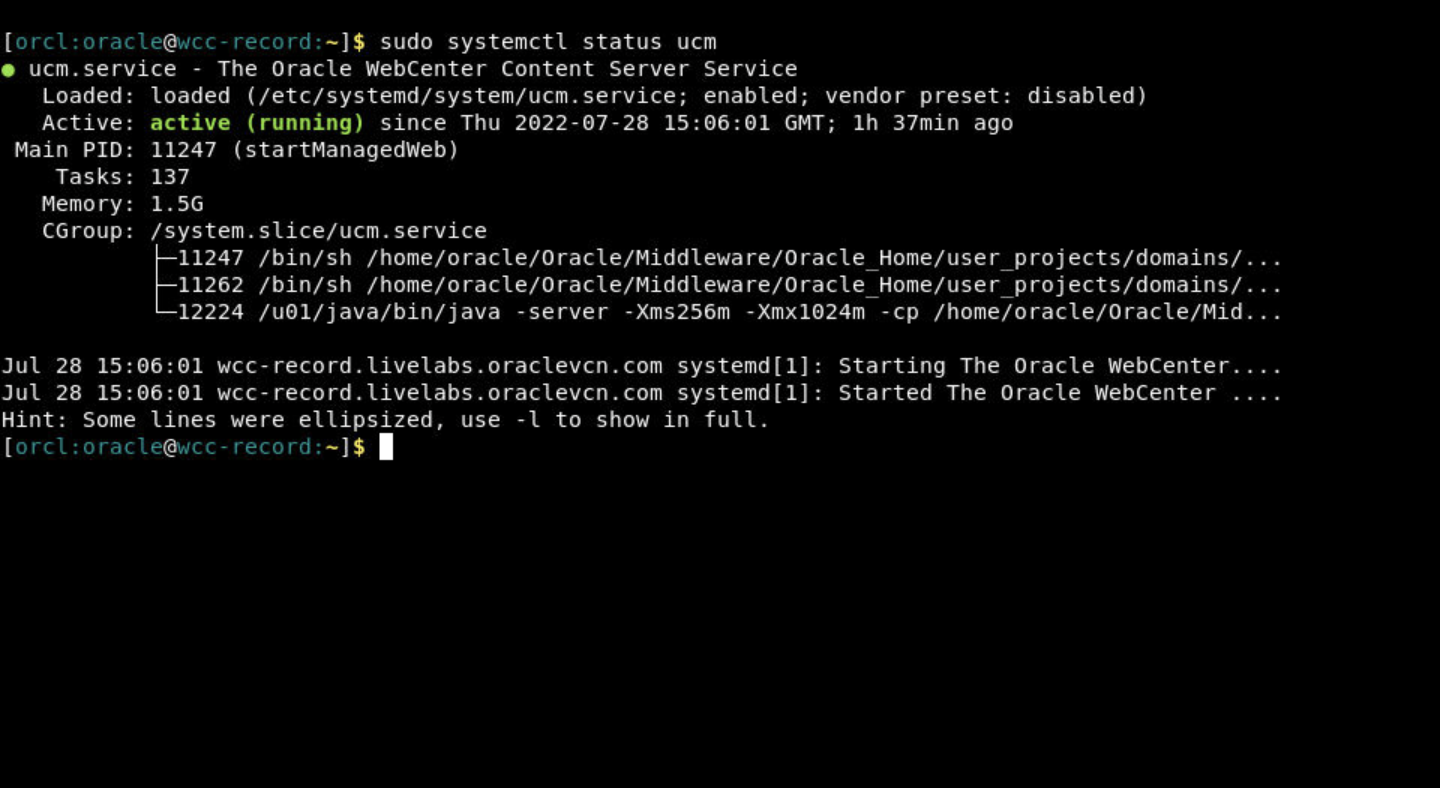 [orcl:oracle@wcc-record:~]$ sudo systemctl status ucm
● ucm.service - The Oracle WebCenter Content Server Service
   Loaded: loaded (/etc/systemd/system/ucm.service; enabled; vendor preset: disabled)
   Active: active (running) since Thu 2022-07-28 15:06:01 GMT; 1h 37min ago
 Main PID: 11247 (startManagedWeb)
    Tasks: 137
   Memory: 1.5G
   CGroup: /system.slice/ucm.service
           ├─11247 /bin/sh /home/oracle/Oracle/Middleware/Oracle_Home/user_projects/domains/...
           ├─11262 /bin/sh /home/oracle/Oracle/Middleware/Oracle_Home/user_projects/domains/...
           └─12224 /u01/java/bin/java -server -Xms256m -Xmx1024m -cp /home/oracle/Oracle/Mid...

Jul 28 15:06:01 wcc-record.livelabs.oraclevcn.com systemd[1]: Starting The Oracle WebCenter....
Jul 28 15:06:01 wcc-record.livelabs.oraclevcn.com systemd[1]: Started The Oracle WebCenter ....
Hint: Some lines were ellipsized, use -l to show in full.
[orcl:oracle@wcc-record:~]$